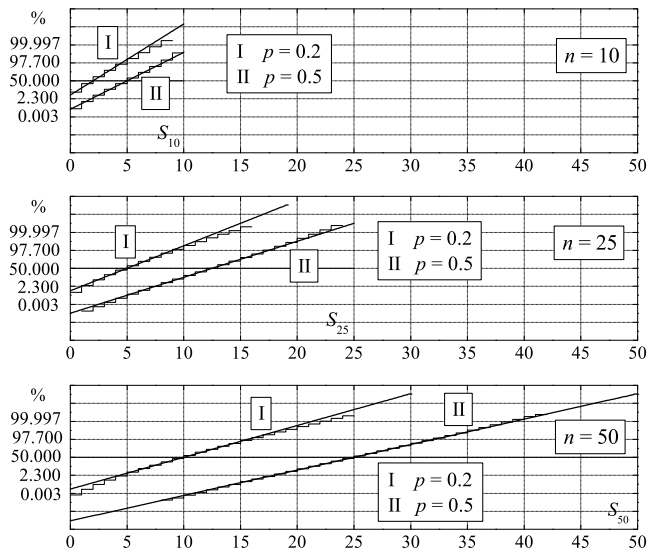 %
99.997
97.700
50.000
2.300
0.003
I
II
I p = 0.2
II p = 0.5
n = 10
S10
0 5 10 15 20 25 30 35 40 45 50
%
99.997
97.700
50.000
2.300
0.003
I
II
I p = 0.2
II p = 0.5
n = 25
S25
0 5 10 15 20 25 30 35 40 45 50
%
99.997
97.700
50.000
2.300
0.003
I
II
I p = 0.2
II p = 0.5
n = 50
S50
0 5 10 15 20 25 30 35 40 45 50